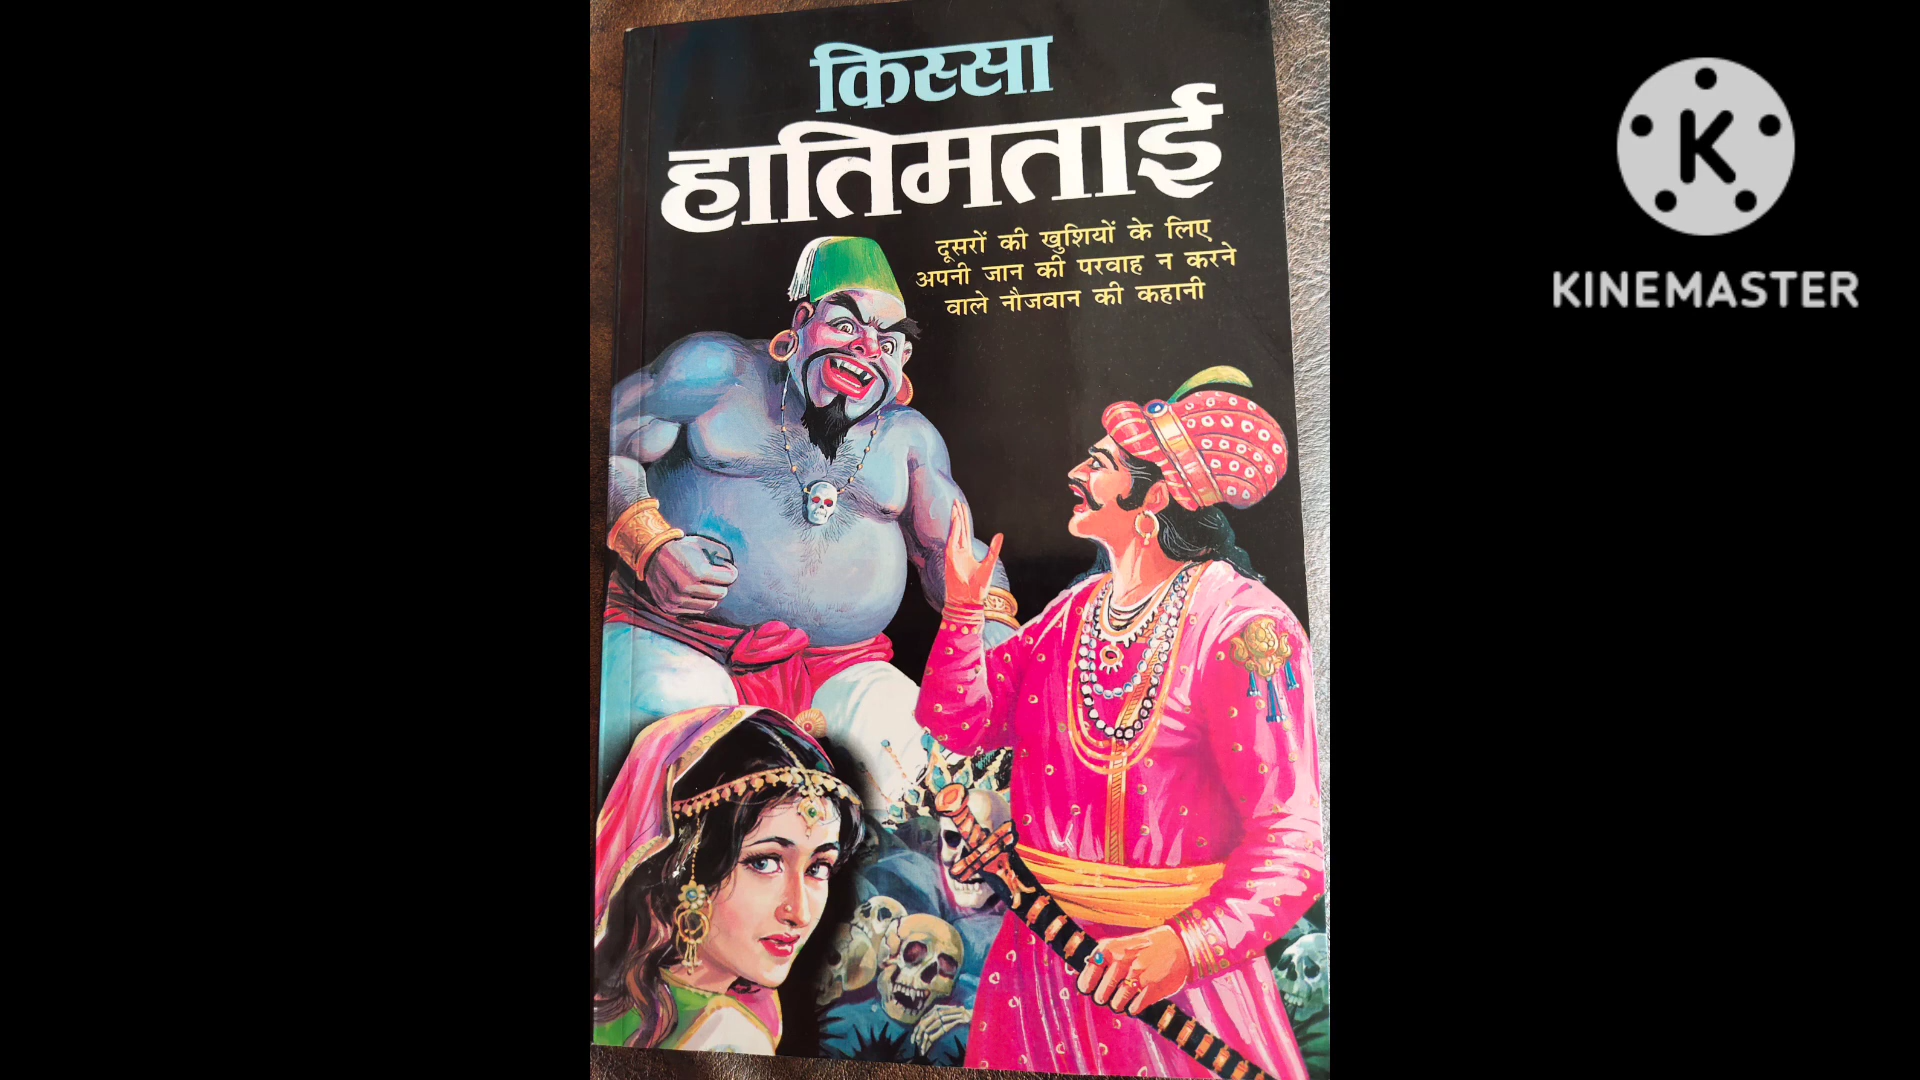 किस्सा
हातिमताई
दूसरों की खुशियों के लिए
अपनी जान की परवाह न करने
वाले नौजवान की कहानी
K
KINEMASTER